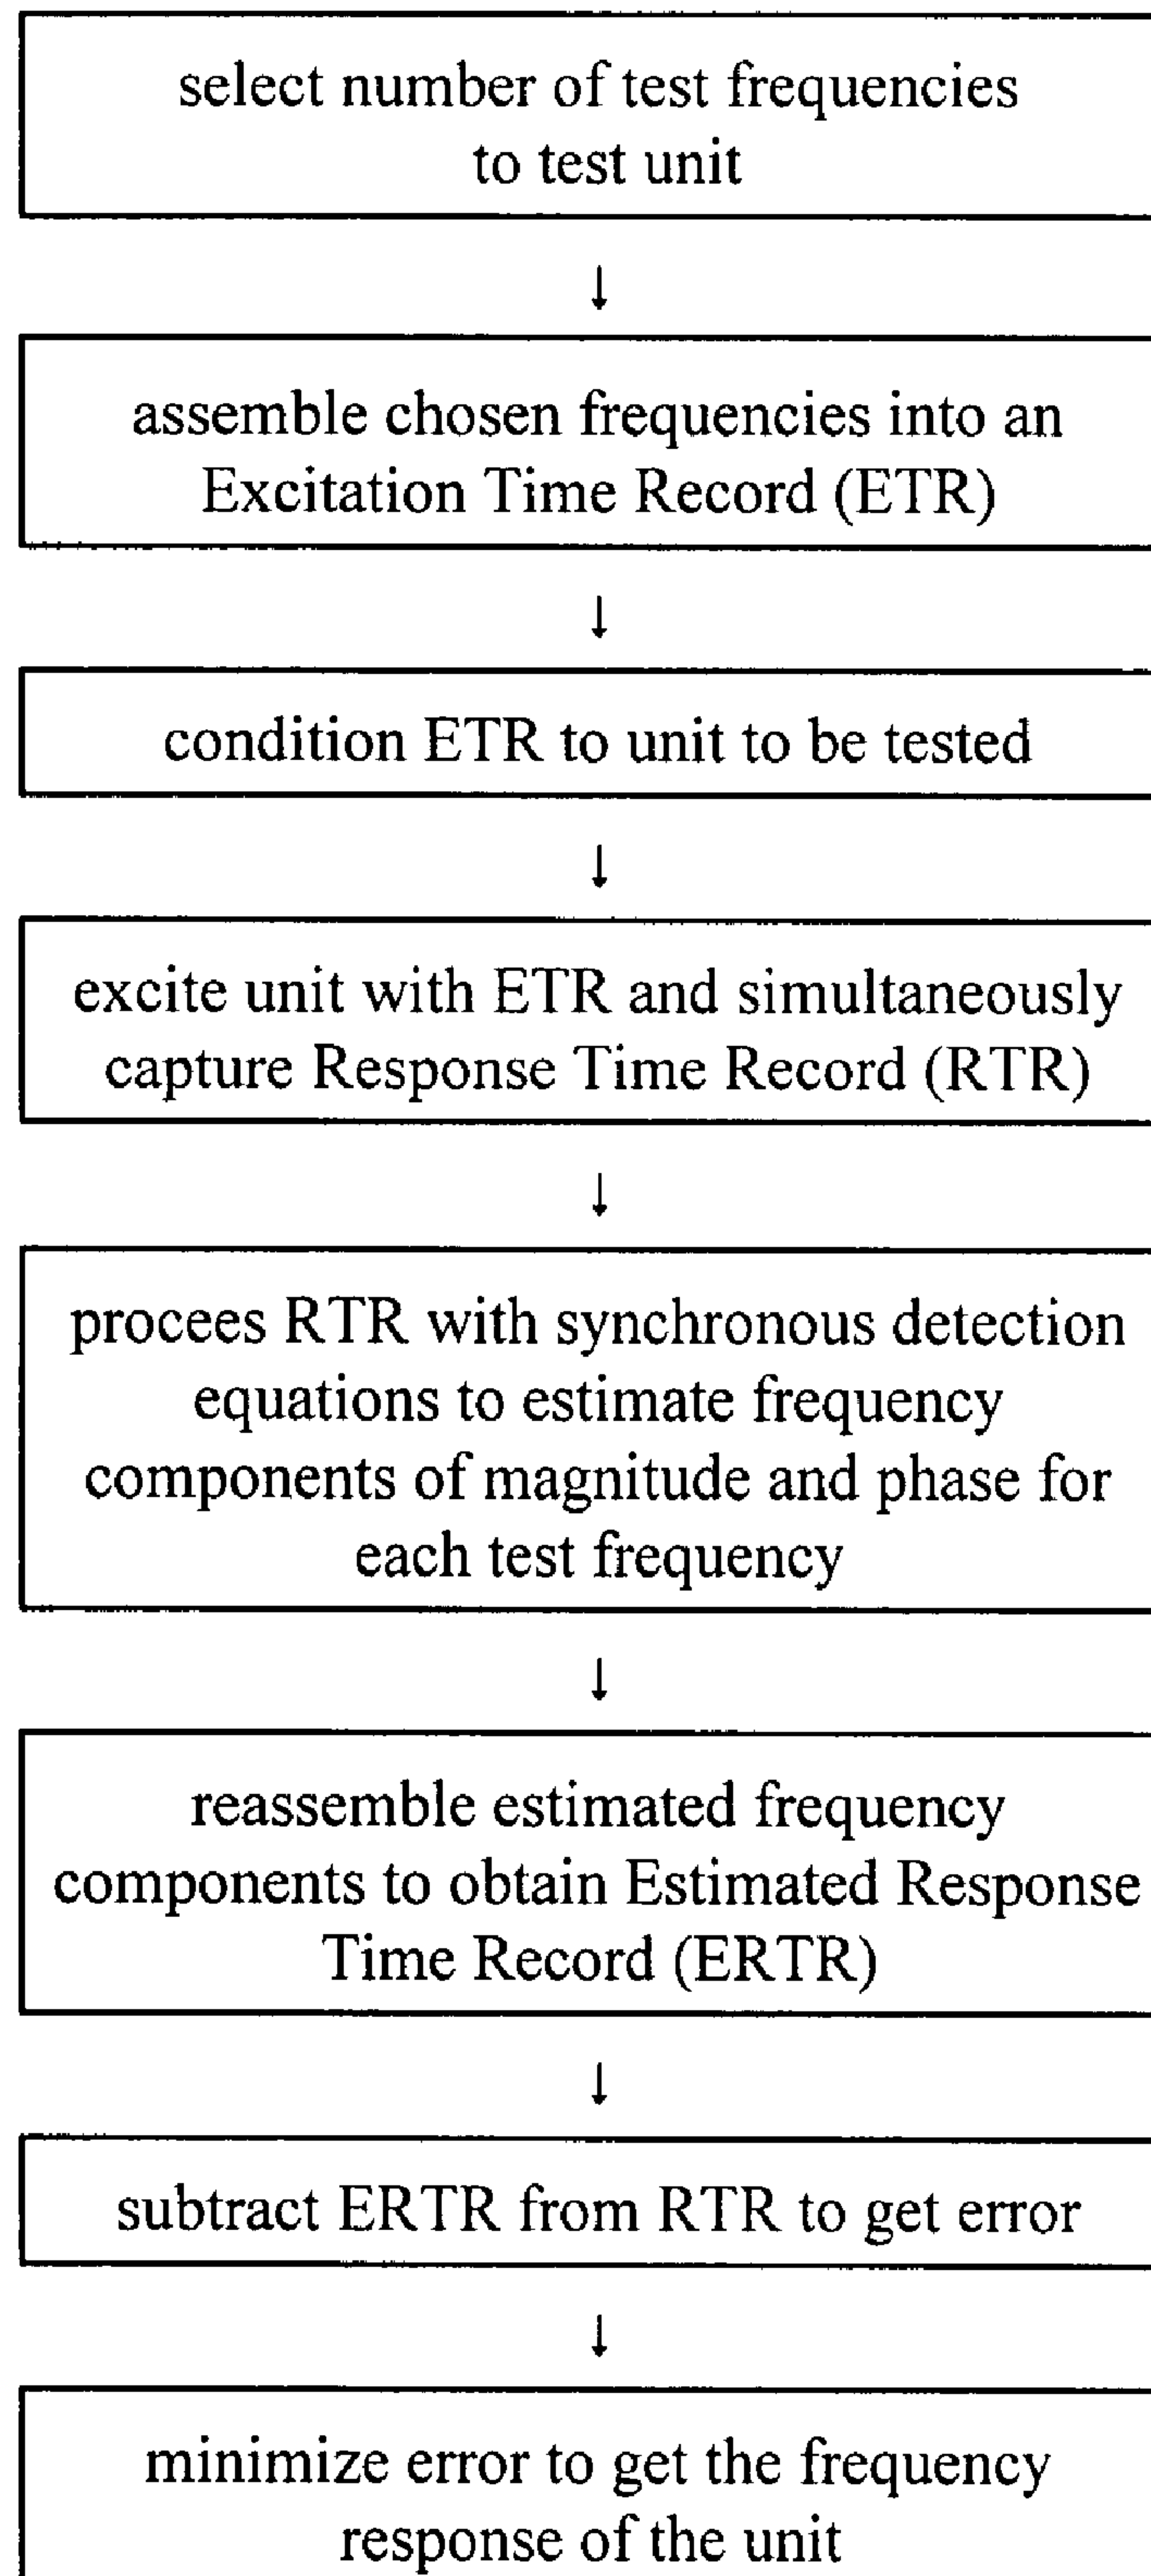 select number of test frequencies
to test unit
↓
assemble chosen frequencies into an
Excitation Time Record (ETR)
↓
condition ETR to unit to be tested
↓
excite unit with ETR and simultaneously
capture Response Time Record (RTR)
↓
procees RTR with synchronous detection
equations to estimate frequency
components of magnitude and phase for
each test frequency
↓
reassemble estimated frequency
components to obtain Estimated Response
Time Record (ERTR)
↓
subtract ERTR from RTR to get error
↓
minimize error to get the frequency
response of the unit